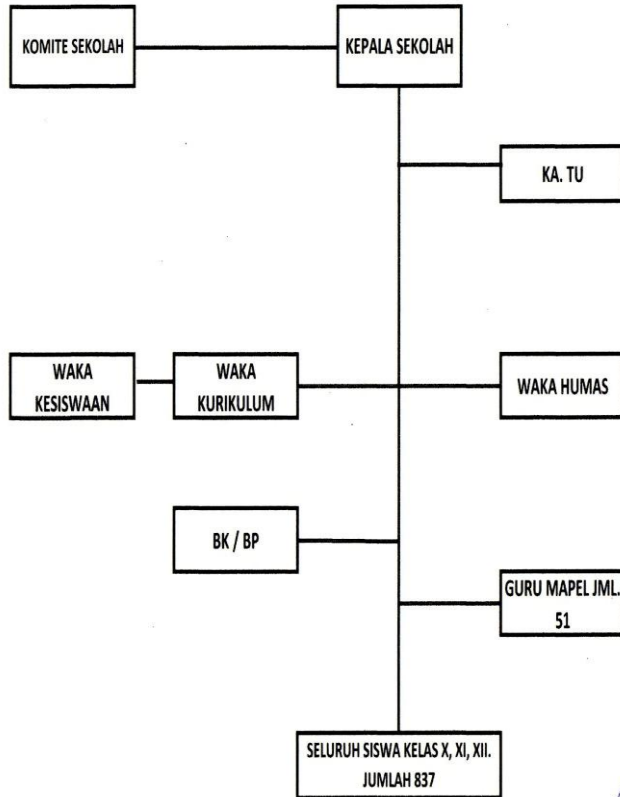 KOMITE SEKOLAH
KEPALA SEKOLAH
KA. TU
WAKA
KESISWAAN
WAKA
KURIKULUM
WAKA HUMAS
BK / BP
GURU MAPEL JML.
51
SELURUH SISWA KELAS X, XI, XII.
JUMLAH 837